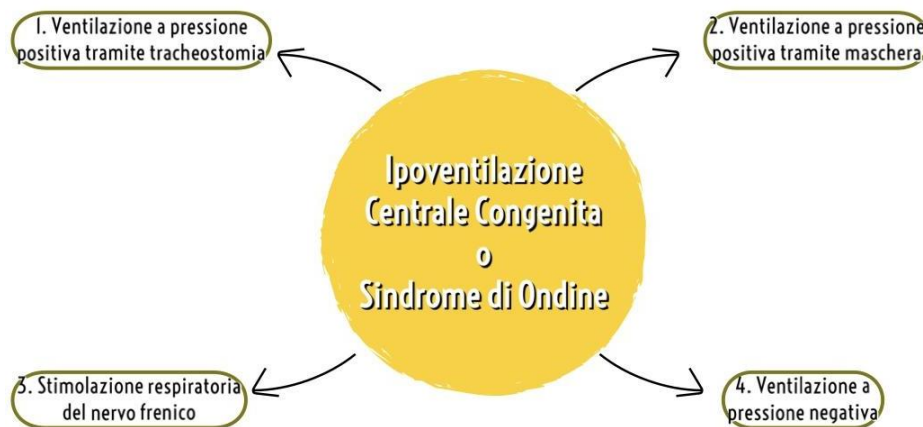 1. Ventilazione a pressione
positiva tramite tracheostomia
2. Ventilazione a pressione
positiva tramite maschera
Ipoventilazione
Centrale Congenita
o
Sindrome di Ondine
3. Stimolazione respiratoria
del nervo frenico
4. Ventilazione a
pressione negativa